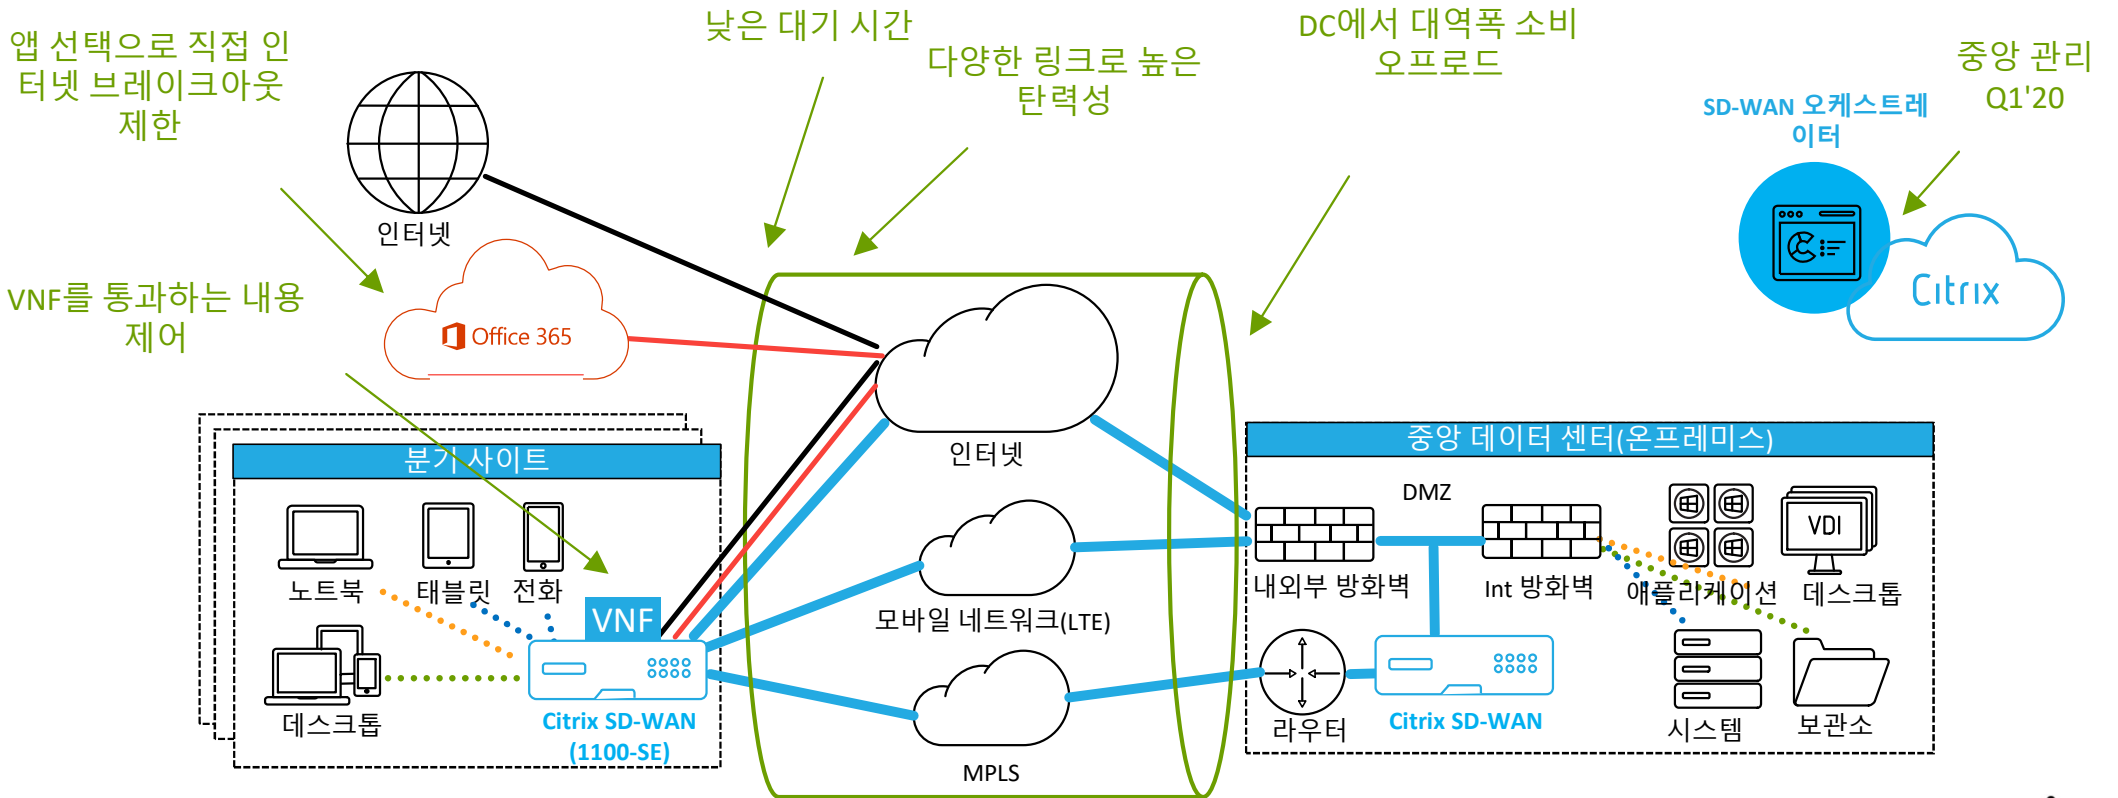 앱 선택으로 직접 인
터넷 브레이크아웃
제한
낮은 대기 시간
다양한 링크로 높은
탄력성
DC에서 대역폭 소비
오프로드
중앙 관리
Q1'20
SD-WAN 오케스트레
이터
Citrix
인터넷
VNF를 통과하는 내용
제어
Office 365
분기 사이트
노트북
태블릿
전화
VNF
데스크톱
Citrix SD-WAN
(1100-SE)
인터넷
모바일 네트워크(LTE)
MPLS
중앙 데이터 센터(온프레미스)
DMZ
VDI
내외부 방화벽
Int 방화벽
애플리케이션
데스크톱
라우터
Citrix SD-WAN
시스템
보관소